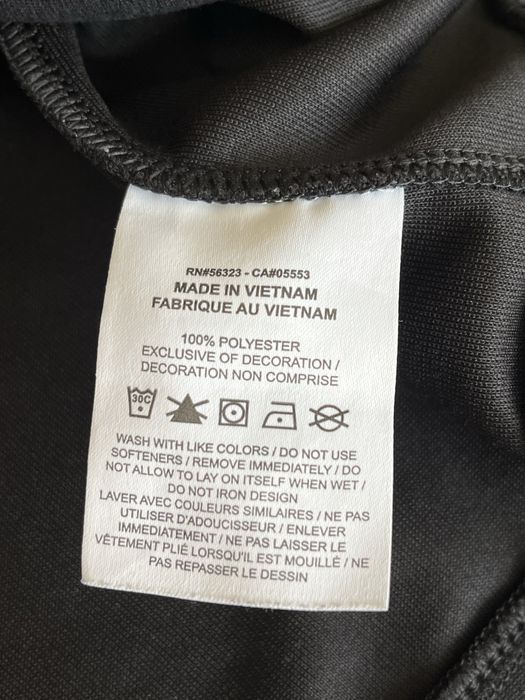 RN#56323 - CA#05553
MADE IN VIETNAM
FABRIQUE AU VIETNAM
100% POLYESTER
EXCLUSIVE OF DECORATION /
DECORATION NON COMPRISE
30C
WASH WITH LIKE COLORS / DO NOT USE
SOFTENERS / REMOVE IMMEDIATELY / DO
NOT ALLOW TO LAY ON ITSELF WHEN WET /
DO NOT IRON DESIGN
LAVER AVEC COULEURS SIMILAIRES / NE PAS
UTILISER D'ADOUCISSEUR / ENLEVER
IMMEDIATEMENT / NE PAS LAISSER LE
VÊTEMENT PLIÉ LORSQU'IL EST MOUILLÉ / NE
PAS REPASSER LE DESSIN